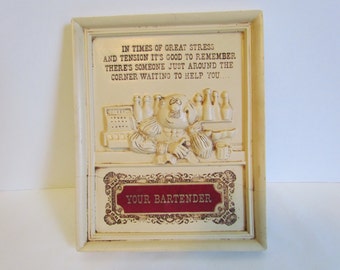 IN TIMES OF GREAT STRESS
AND TENSION IT'S GOOD TO REMEMBER
THERE'S SOMEONE JUST AROUND THE
CORNER WAITING TO HELP YOU....
YOUR BARTENDER